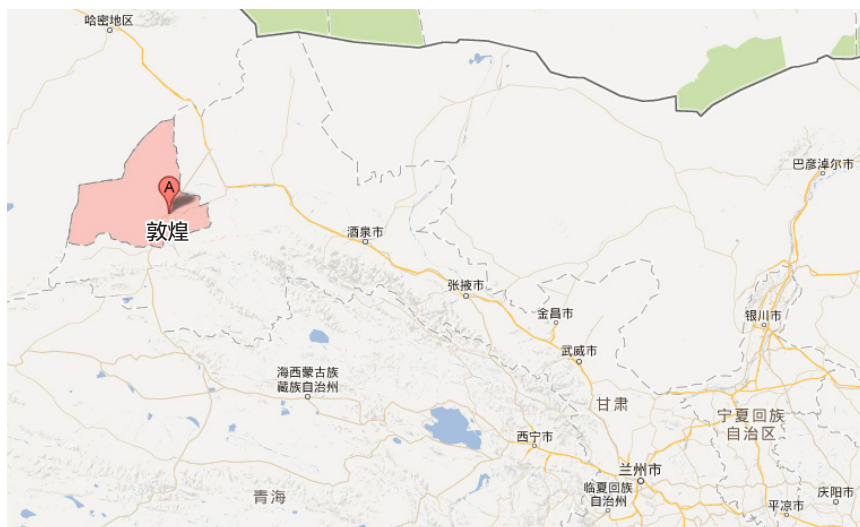 哈密地区
A
敦煌
巴彦淖尔市
酒泉市
张掖市
金昌市
银川市
武威市
海西蒙古族
藏族自治州
甘肃
宁夏回族
自治区
西宁市
兰州市
青海
临夏回族
自治州
庆阳市
平凉市